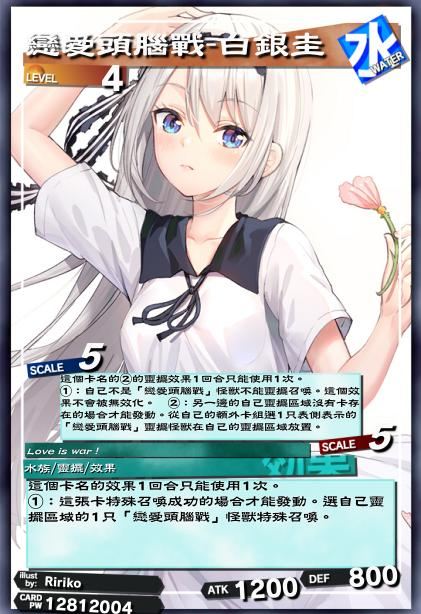 戀愛頭腦戰-白銀圭
水
WATER
LEVEL 4
SCALE 5
這個卡名的②的靈擺效果1回合只能使用1次。
①：自己不是「戀愛頭腦戰」怪獸不能靈擺召喚。這個效
果不會被無效化。 ②：另一邊的自己靈擺區域沒有卡存
在的場合才能發動。從自己的額外卡組選1只表側表示的
「戀愛頭腦戰」靈擺怪獸在自己的靈擺區域放置。
SCALE 5
Love is war !
水族/靈擺/效果
這個卡名的效果1回合只能使用1次。
①：這張卡特殊召喚成功的場合才能發動。選自己靈
擺區域的1只「戀愛頭腦戰」怪獸特殊召喚。
illust by: Ririko
ATK 1200 DEF 800
CARD PW 12812004